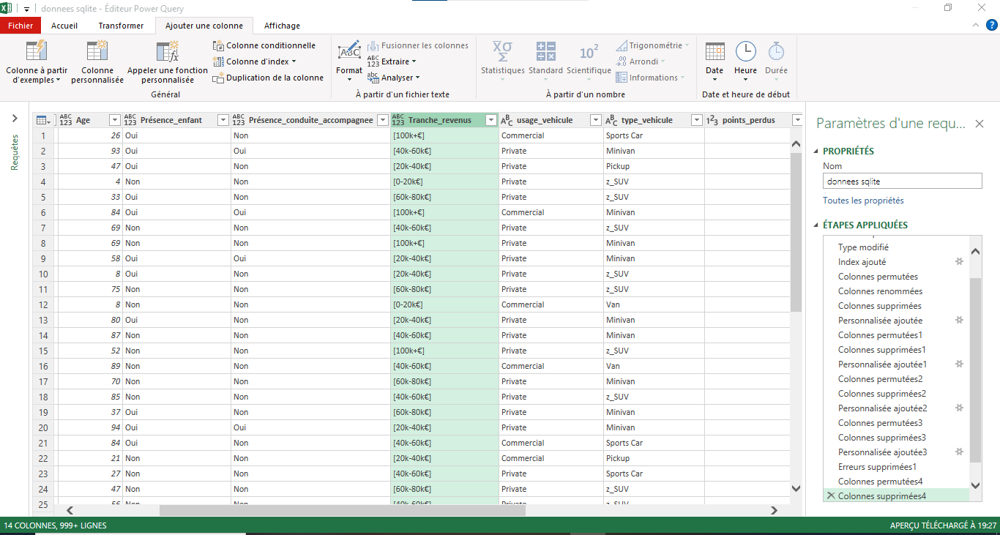 donnees sqlite - Éditeur Power Query
Fichier Accueil Transformer Ajouter une colonne Affichage
Colonne à partir d'exemples
Colonne personnalisée
Appeler une fonction personnalisée
Colonne conditionnelle
Colonne d'index
Duplication de la colonne
Général
Format
Fusionner les colonnes
Extraire
Analyser
À partir d'un fichier texte
Statistiques Standard Scientifique
Trigonométrie
Arrondi
Informations
À partir d'un nombre
Date Heure Durée
Date et heure de début
Requêtes
Age Présence_enfant Présence_conduite_accompagnee Tranche_revenus usage_vehicule type_vehicule points_perdus
1 26 Oui Non [100k+€] Commercial Sports Car
2 93 Oui Oui [40k-60k€] Private Minivan
3 47 Oui Non [20k-40k€] Private Pickup
4 4 Non Non [0-20k€] Private z_SUV
5 33 Oui Non [60k-80k€] Private z_SUV
6 84 Oui Oui [100k+€] Commercial Minivan
7 69 Non Non [40k-60k€] Private z_SUV
8 69 Non Non [100k+€] Private Minivan
9 58 Oui Oui [20k-40k€] Private Minivan
10 8 Oui Non [20k-40k€] Private z_SUV
11 75 Non Non [60k-80k€] Private z_SUV
12 8 Non Non [0-20k€] Commercial Van
13 80 Oui Non [20k-40k€] Private Minivan
14 87 Non Non [40k-60k€] Private Minivan
15 52 Non Non [100k+€] Private z_SUV
16 89 Non Non [40k-60k€] Commercial Van
17 70 Non Non [60k-80k€] Private Minivan
18 85 Non Non [40k-60k€] Private z_SUV
19 37 Oui Non [60k-80k€] Private Minivan
20 94 Oui Oui [20k-40k€] Private Minivan
21 84 Oui Non [40k-60k€] Commercial Sports Car
22 21 Non Non [20k-40k€] Commercial Pickup
23 27 Non Non [40k-60k€] Private Sports Car
24 47 Non Non [60k-80k€] Private z_SUV
25 56 Non Non [40k-60k€] Private z_SUV
Paramètres d'une requ...
PROPRIÉTÉS
Nom
donnees sqlite
Toutes les propriétés
ÉTAPES APPLIQUÉES
Type modifié
Index ajouté
Colonnes permutées
Colonnes renommées
Colonnes supprimées
Personnalisée ajoutée
Colonnes permutées1
Colonnes supprimées1
Personnalisée ajoutée1
Colonnes permutées2
Colonnes supprimées2
Personnalisée ajoutée2
Colonnes permutées3
Colonnes supprimées3
Personnalisée ajoutée3
Erreurs supprimées1
Colonnes permutées4
Colonnes supprimées4
14 COLONNES, 999+ LIGNES
APERÇU TÉLÉCHARGÉ À 19:27